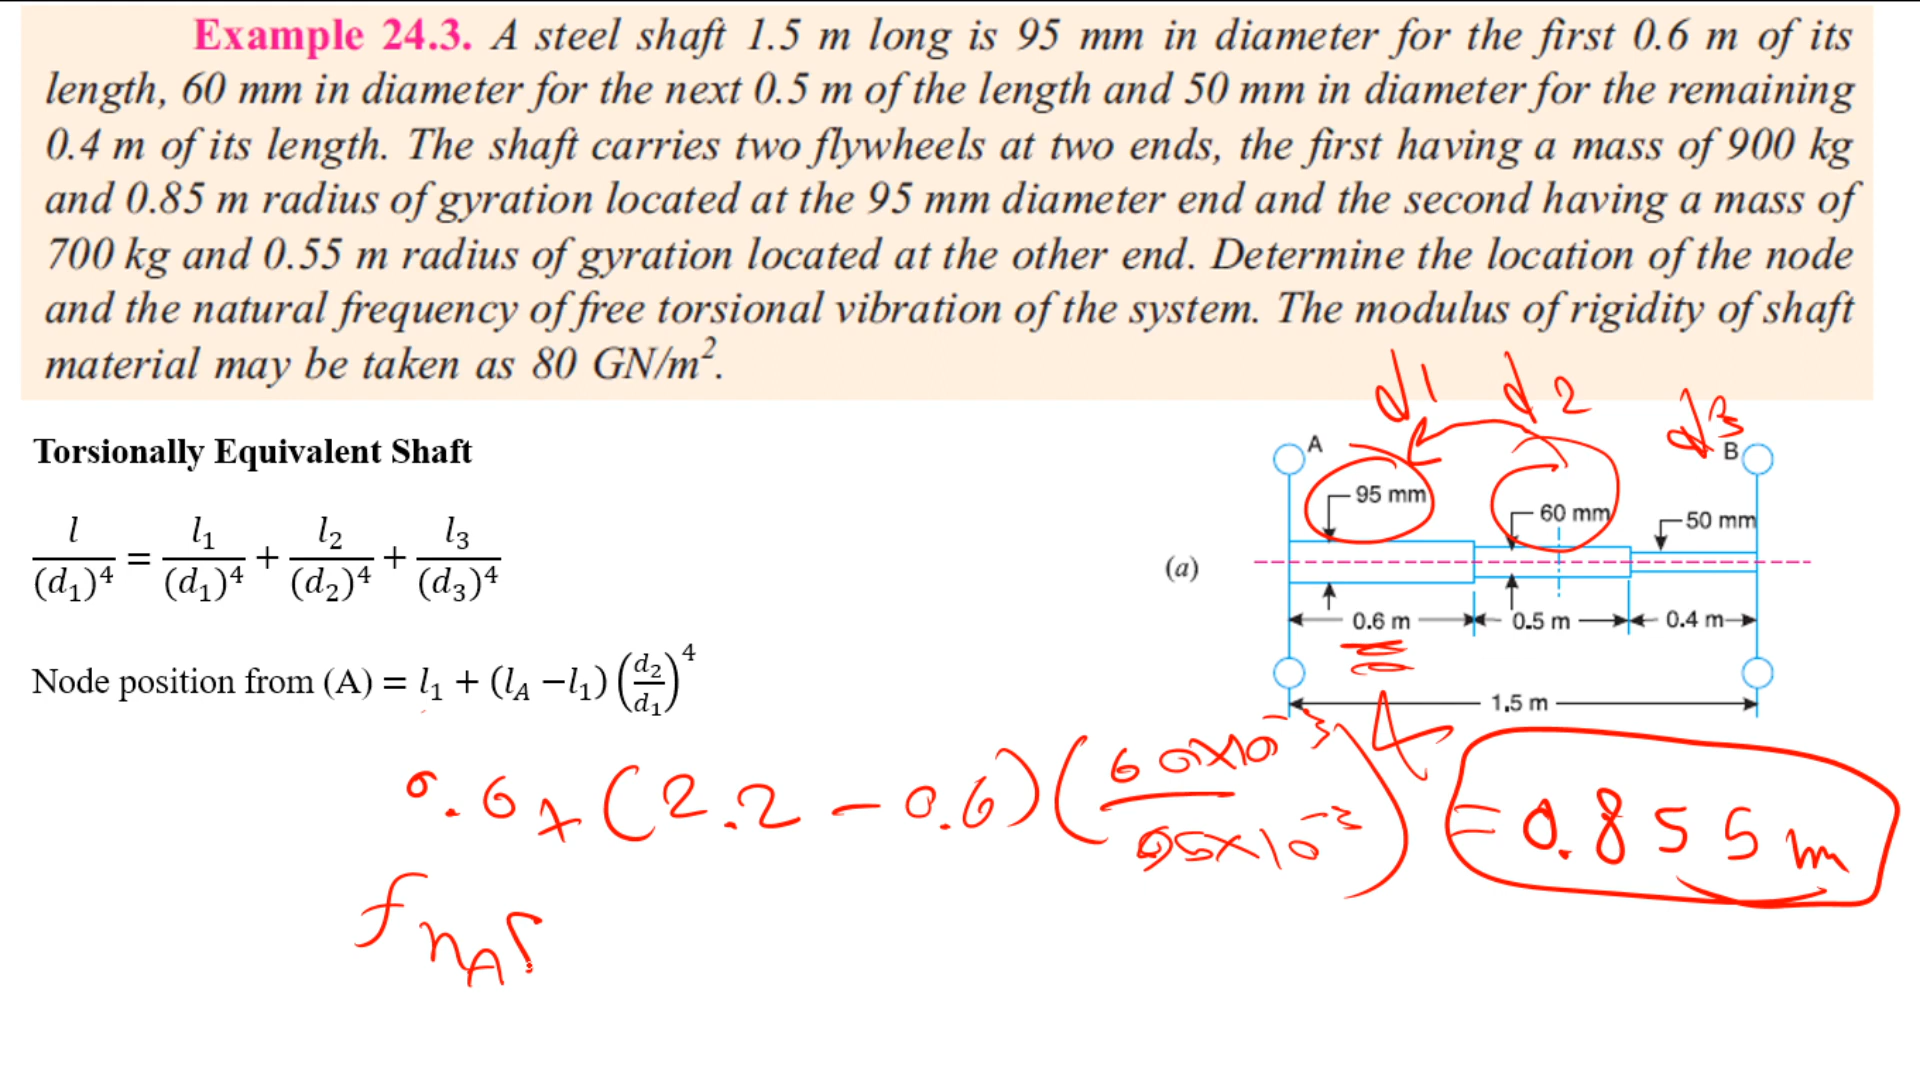 Example 24.3. A steel shaft 1.5 m long is 95 mm in diameter for the first 0.6 m of its
length, 60 mm in diameter for the next 0.5 m of the length and 50 mm in diameter for the remaining
0.4 m of its length. The shaft carries two flywheels at two ends, the first having a mass of 900 kg
and 0.85 m radius of gyration located at the 95 mm diameter end and the second having a mass of
700 kg and 0.55 m radius of gyration located at the other end. Determine the location of the node
and the natural frequency of free torsional vibration of the system. The modulus of rigidity of shaft
material may be taken as 80 GN/m².
d1 d2 d3
Torsionally Equivalent Shaft
A B
95 mm
60 mm
50 mm
l/(d₁)⁴ = l₁/(d₁)⁴ + l₂/(d₂)⁴ + l₃/(d₃)⁴
(a)
0.6 m 0.5 m 0.4 m
Node position from (A) = l₁ + (l_A −l₁) (d₂/d₁)⁴
1.5 m
0.6 + (2.2 − 0.6) (60×10⁻³/95×10⁻³)⁴ = 0.855 m
f n A